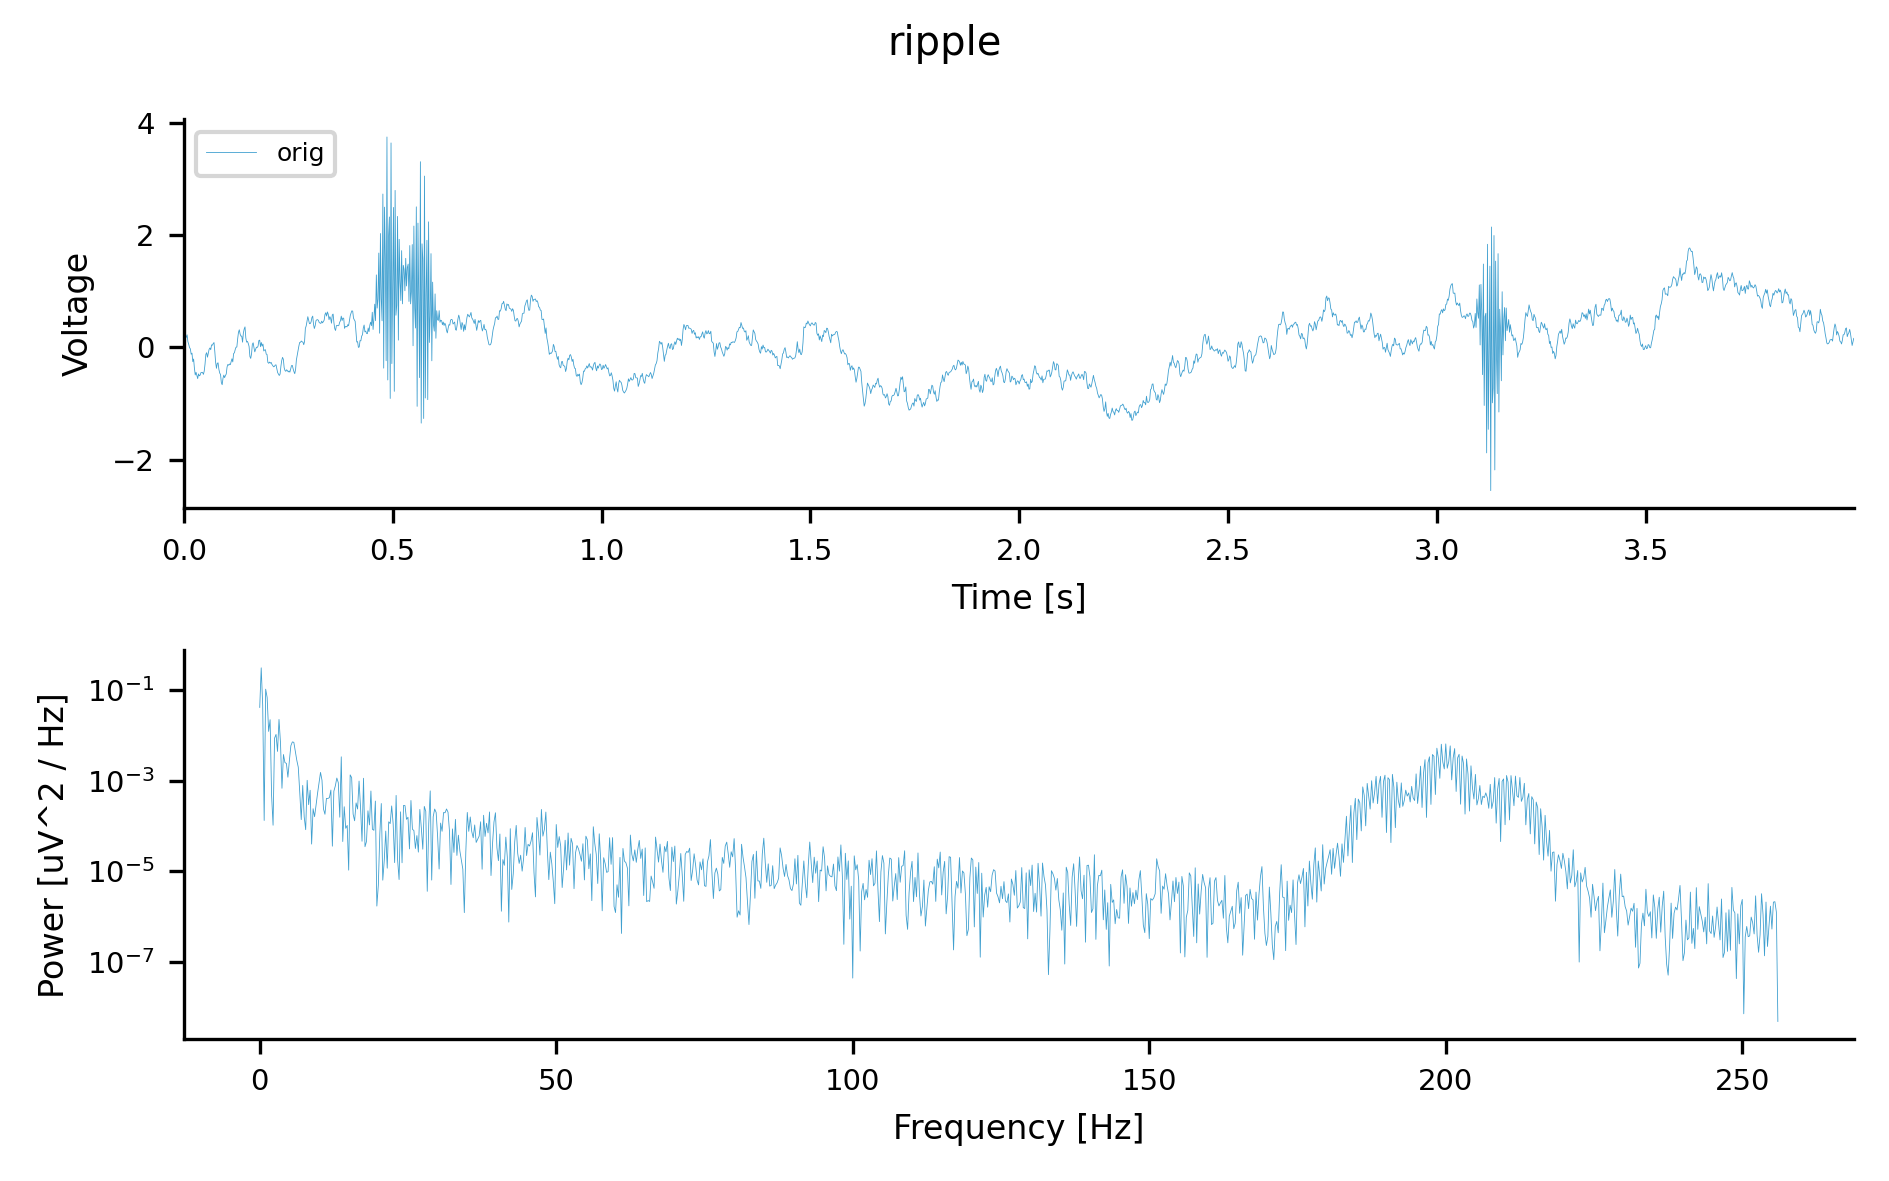 ripple
4
2
0
−2
orig
Voltage
0.0 0.5 1.0 1.5 2.0 2.5 3.0 3.5
Time [s]
10⁻¹
10⁻³
10⁻⁵
10⁻⁷
Power [uV^2 / Hz]
0 50 100 150 200 250
Frequency [Hz]